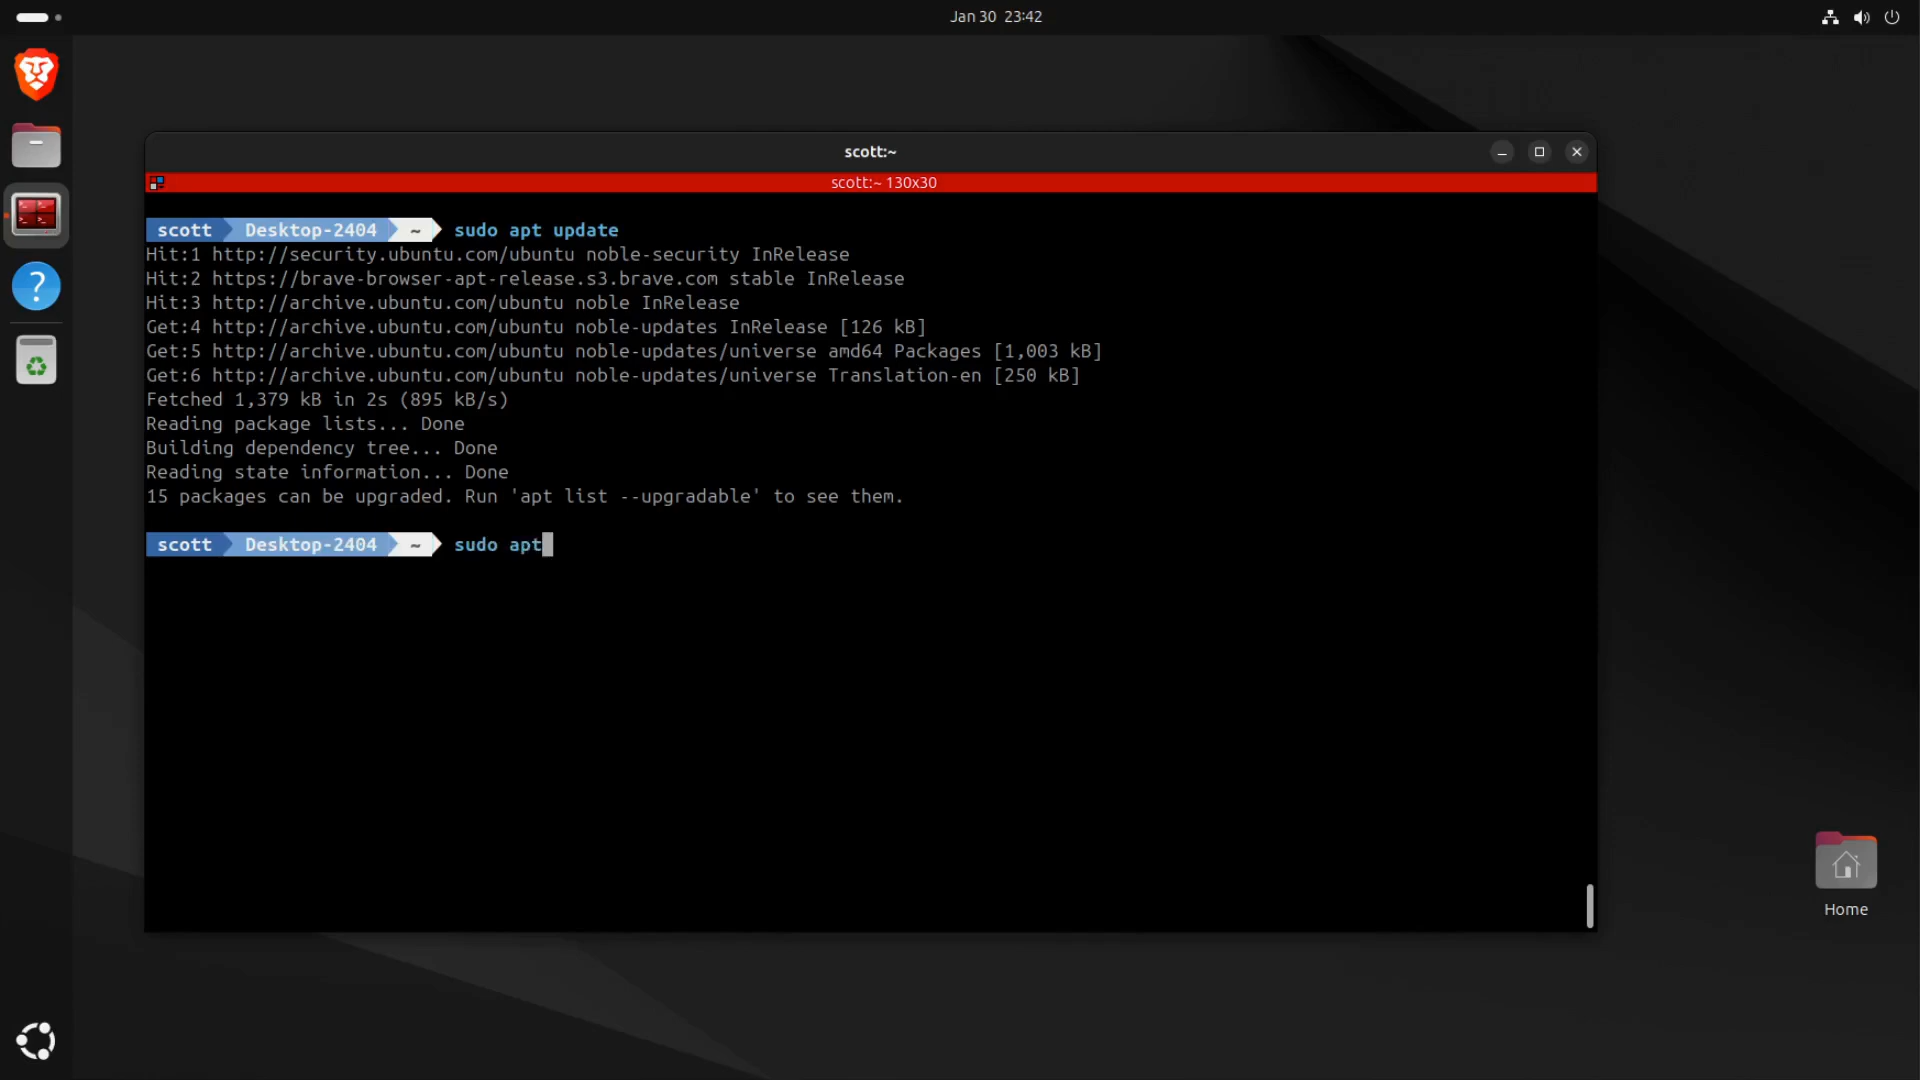 Jan 30 23:42
scott:~
scott:~ 130x30
scott Desktop-2404 ~ sudo apt update
Hit:1 http://security.ubuntu.com/ubuntu noble-security InRelease
Hit:2 https://brave-browser-apt-release.s3.brave.com stable InRelease
Hit:3 http://archive.ubuntu.com/ubuntu noble InRelease
Get:4 http://archive.ubuntu.com/ubuntu noble-updates InRelease [126 kB]
Get:5 http://archive.ubuntu.com/ubuntu noble-updates/universe amd64 Packages [1,003 kB]
Get:6 http://archive.ubuntu.com/ubuntu noble-updates/universe Translation-en [250 kB]
Fetched 1,379 kB in 2s (895 kB/s)
Reading package lists... Done
Building dependency tree... Done
Reading state information... Done
15 packages can be upgraded. Run 'apt list --upgradable' to see them.
scott Desktop-2404 ~ sudo apt
Home